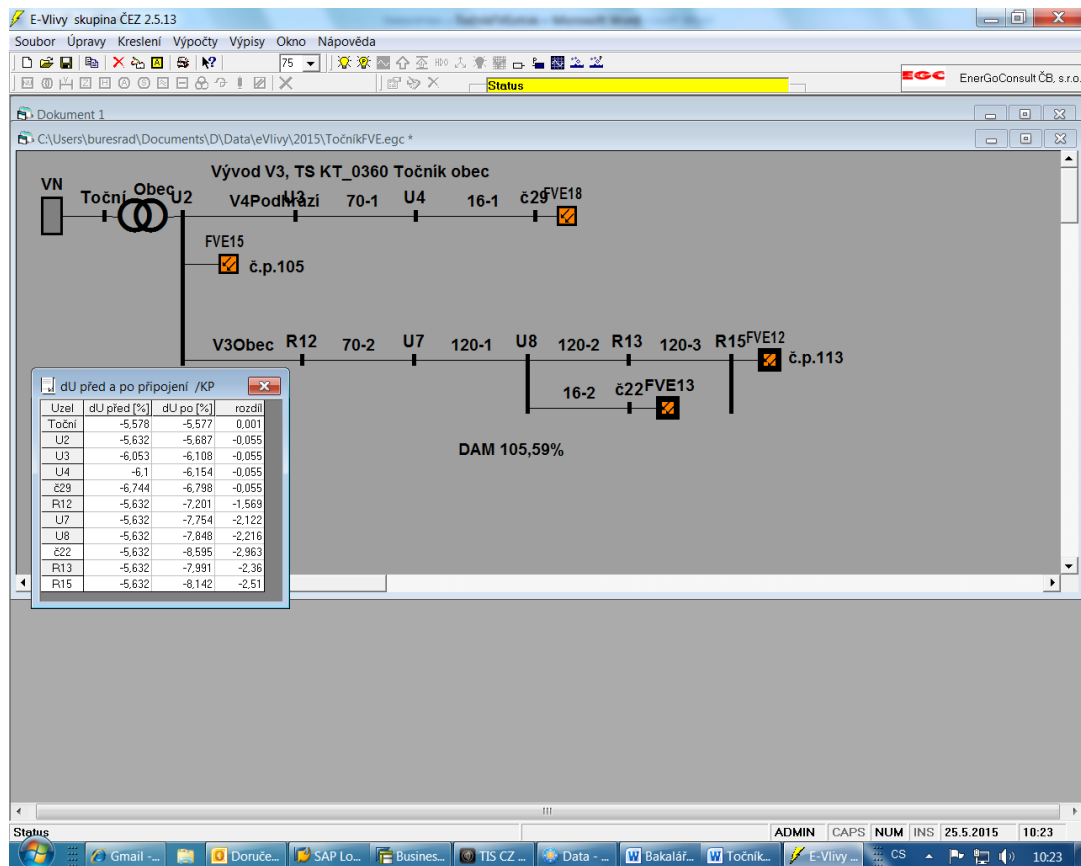 E-Vlivy skupina ČEZ 2.5.13
Soubor Úpravy Kreslení Výpočty Výpisy Okno Nápověda
75
Status
EGC EnerGoConsult ČB, s.r.o.
Dokument 1
C:\Users\buresrad\Documents\D\Data\eVlivy\2015\TočníkFVE.egc *
Vývod V3, TS KT_0360 Točník obec
VN Toční Obec U2 V4Podhrází U3 70-1 U4 16-1 č29 FVE18
FVE15
č.p.105
V3Obec R12 70-2 U7 120-1 U8 120-2 R13 120-3 R15 FVE12
č.p.113
16-2 č22 FVE13
DAM 105,59%
dU před a po připojení /KP
Uzel dU před [%] dU po [%] rozdíl
Toční -5,578 -5,577 0,001
U2 -5,632 -5,687 -0,055
U3 -6,053 -6,108 -0,055
U4 -6,1 -6,154 -0,055
č29 -6,744 -6,798 -0,055
R12 -5,632 -7,201 -1,569
U7 -5,632 -7,754 -2,122
U8 -5,632 -7,848 -2,216
č22 -5,632 -8,595 -2,963
R13 -5,632 -7,991 -2,36
R15 -5,632 -8,142 -2,51
Status ADMIN CAPS NUM INS 25.5.2015 10:23
Gmail -... Doruče... SAP Lo... Busines... TIS CZ ... Data - ... Bakalář... Točník... E-Vlivy ... CS 10:23